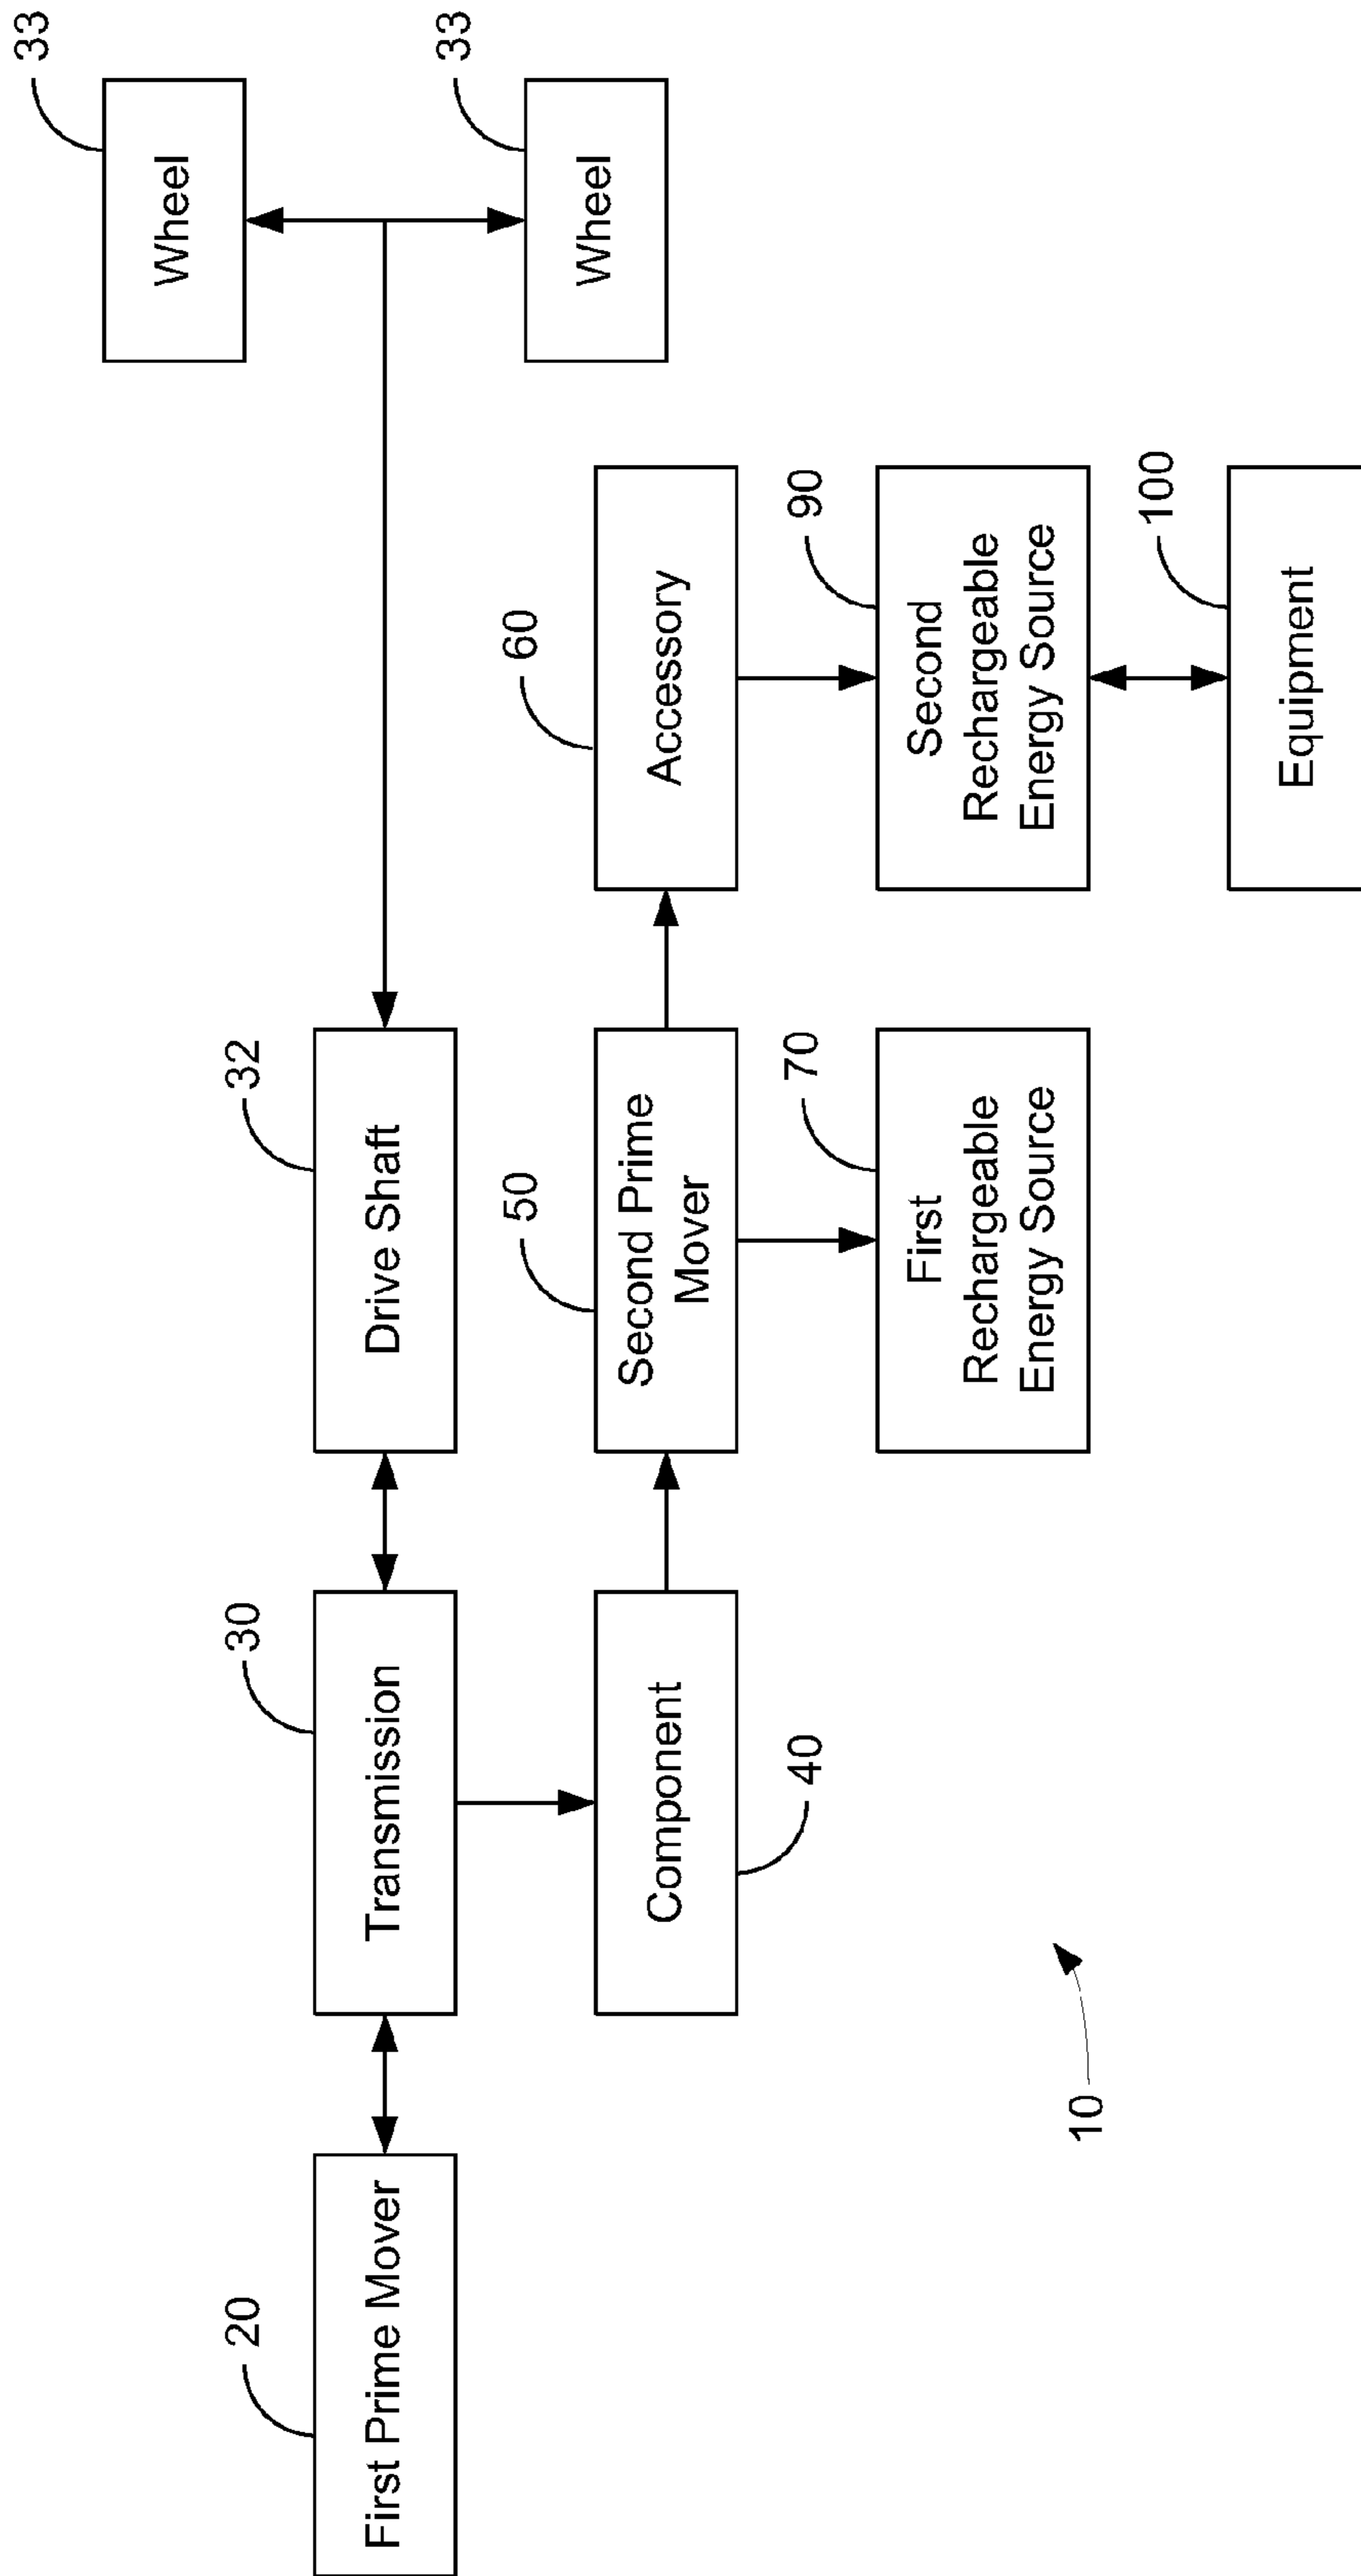 33
Wheel
33
Wheel
20
First Prime Mover
30
Transmission
32
Drive Shaft
40
Component
50
Second Prime
Mover
60
Accessory
70
First
Rechargeable
Energy Source
90
Second
Rechargeable
Energy Source
100
Equipment
10